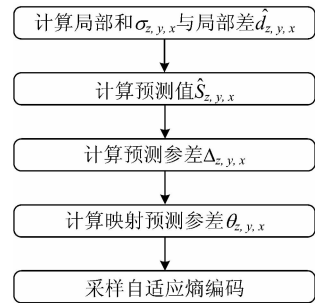 计算局部和σz, y, x与局部差d̂z, y, x
计算预测值Ŝz, y, x
计算预测参差Δz, y, x
计算映射预测参差θz, y, x
采样自适应熵编码